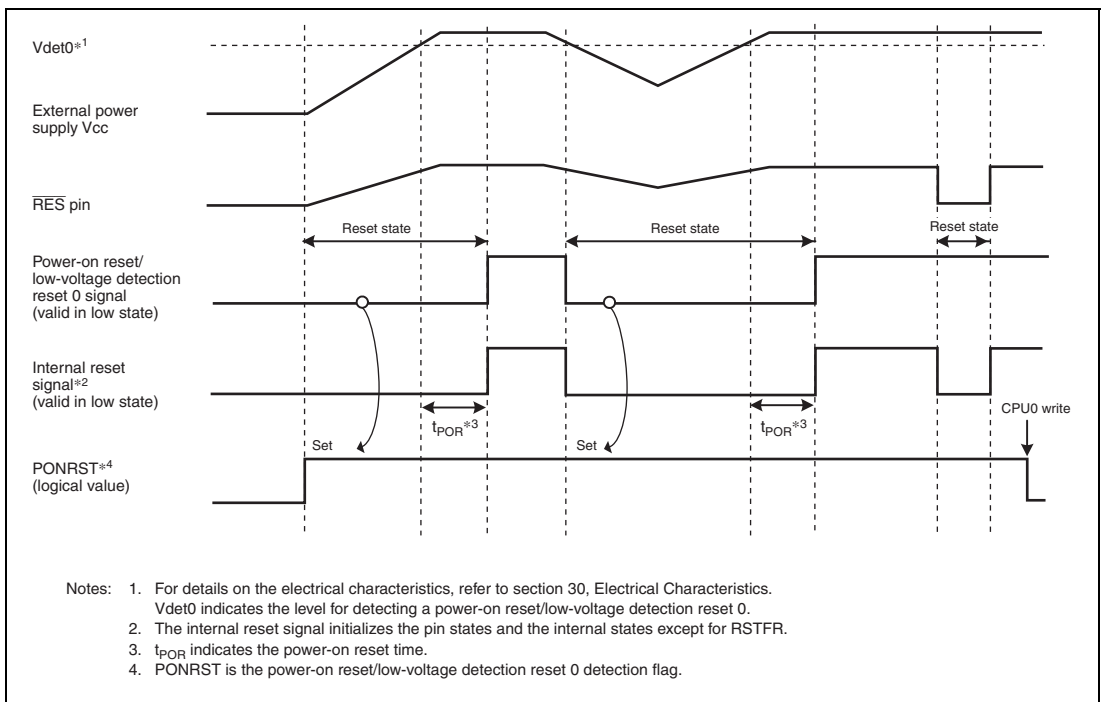 Vdet0*1
External power
supply Vcc
RES pin
Reset state
Reset state
Reset state
Power-on reset/
low-voltage detection
reset 0 signal
(valid in low state)
Internal reset
signal*2
(valid in low state)
tPOR*3
tPOR*3
CPU0 write
Set
Set
PONRST*4
(logical value)
Notes: 1. For details on the electrical characteristics, refer to section 30, Electrical Characteristics.
Vdet0 indicates the level for detecting a power-on reset/low-voltage detection reset 0.
2. The internal reset signal initializes the pin states and the internal states except for RSTFR.
3. tPOR indicates the power-on reset time.
4. PONRST is the power-on reset/low-voltage detection reset 0 detection flag.